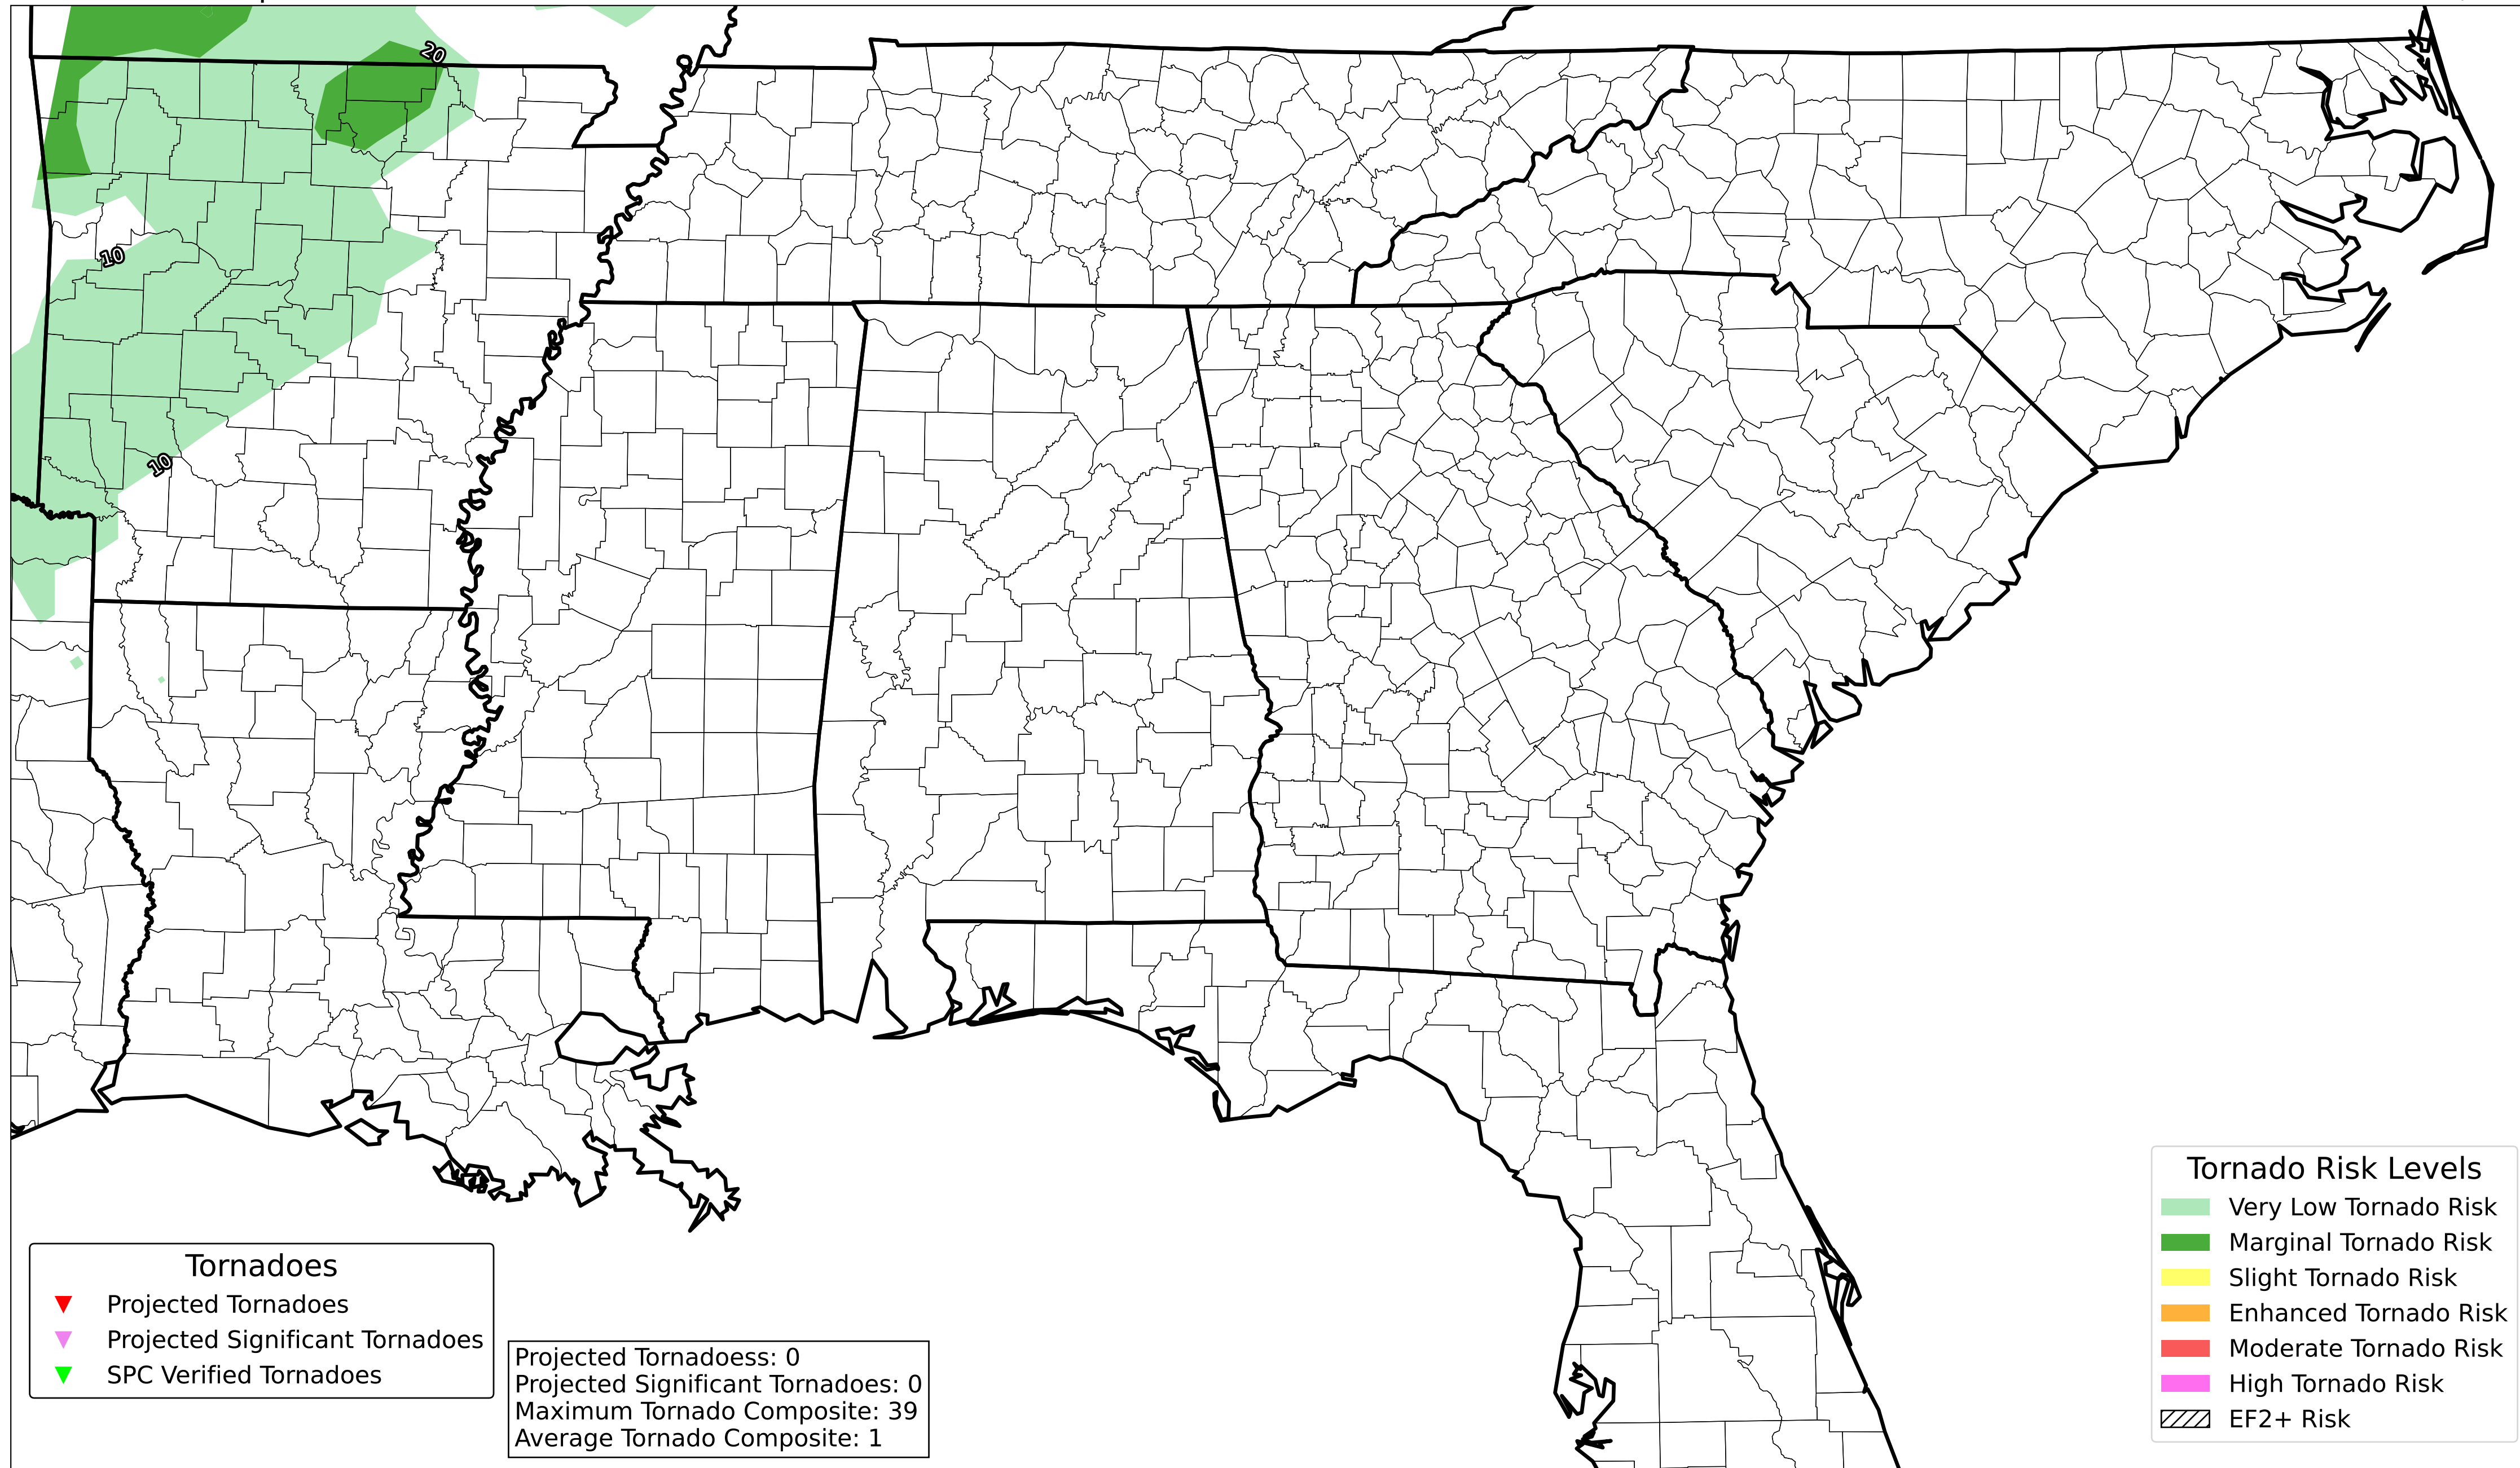 20
10
10
Tornadoes
Projected Tornadoes
Projected Significant Tornadoes
SPC Verified Tornadoes
Projected Tornadoess: 0
Projected Significant Tornadoes: 0
Maximum Tornado Composite: 39
Average Tornado Composite: 1
Tornado Risk Levels
Very Low Tornado Risk
Marginal Tornado Risk
Slight Tornado Risk
Enhanced Tornado Risk
Moderate Tornado Risk
High Tornado Risk
EF2+ Risk